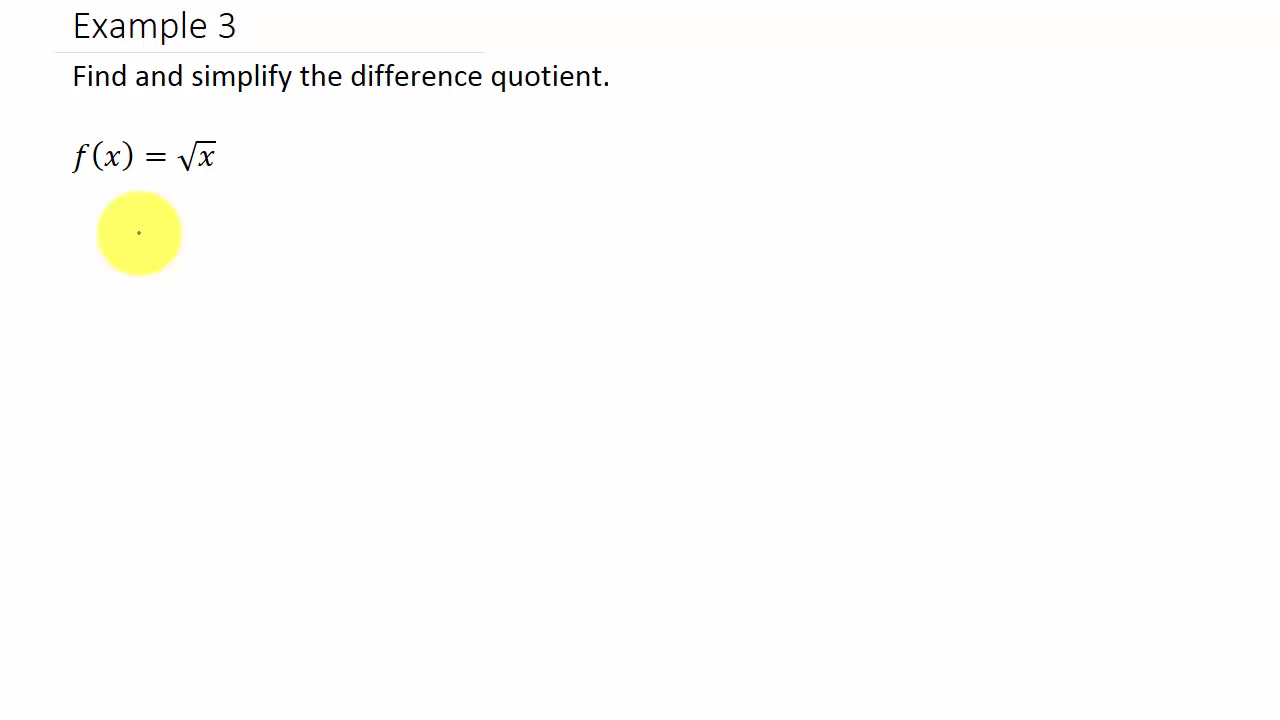 Example 3
Find and simplify the difference quotient.
f(x) = √x